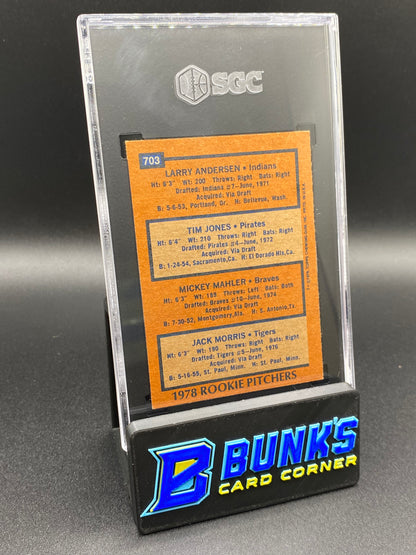 SGC
703
LARRY ANDERSEN • Indians
Ht: 6'3" Wt: 200 Throws: Right Bats: Right
Drafted: Indians #7-June, 1971
Acquired: Via Draft
B: 5-6-53, Portland, Or. H: Bellevue, Wash.
TIM JONES • Pirates
Ht: 6'4" Wt: 210 Throws: Right Bats: Right
Drafted: Pirates #4-June, 1972
Acquired: Via Draft
B: 1-24-54, Sacramento, Ca. H: El Dorado Hls, Ca.
MICKEY MAHLER • Braves
Ht: 6'3" Wt: 189 Throws: Left Bats: Both
Drafted: Braves #10-June, 1974
Acquired: Via Draft
B: 7-30-52, Montgomery, Ala. H: S. Antonio, Tx
JACK MORRIS • Tigers
Ht: 6'3" Wt: 190 Throws: Right Bats: Right
Drafted: Tigers #5-June, 1976
Acquired: Via Draft
B: 5-16-55, St. Paul, Minn. H: St. Paul, Minn.
1978 ROOKIE PITCHERS
B BUNK'S
CARD CORNER